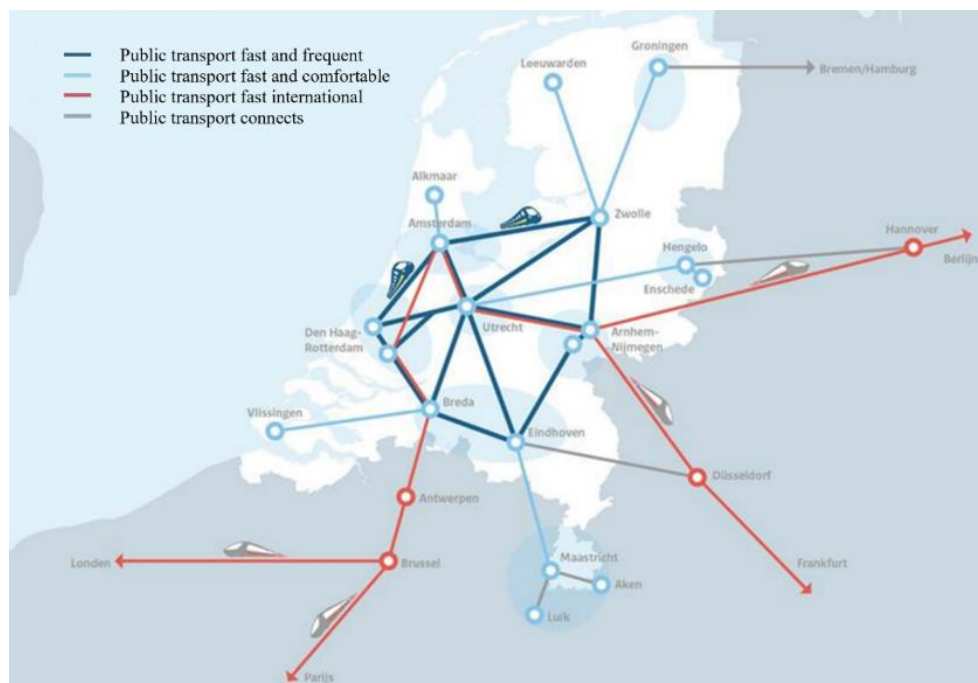 Public transport fast and frequent
Public transport fast and comfortable
Public transport fast international
Public transport connects
Groningen
Leeuwarden
Bremen/Hamburg
Alkmaar
Amsterdam
Zwolle
Hannover
Hengelo
Berlijn
Enschede
Utrecht
Den Haag-
Rotterdam
Arnhem-
Nijmegen
Breda
Vlissingen
Eindhoven
Düsseldorf
Antwerpen
Maastricht
Londen
Brussel
Frankfurt
Aken
Luik
Parijs